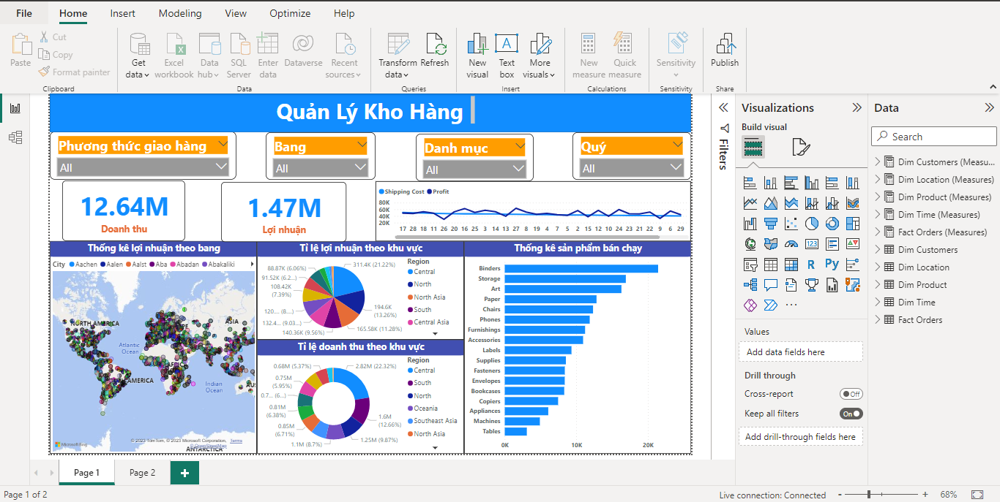 File Home Insert Modeling View Optimize Help
Paste
Cut
Copy
Format painter
Clipboard
Get data
Excel workbook
Data hub
SQL Server
Enter data
Dataverse
Recent sources
Data
Transform data
Refresh
Queries
New visual
Text box
More visuals
Insert
New measure
Quick measure
Calculations
Sensitivity
Sensitivity
Publish
Share
Quản Lý Kho Hàng
Phương thức giao hàng
All
Bang
All
Danh mục
All
Quý
All
12.64M
Doanh thu
1.47M
Lợi nhuận
Shipping Cost Profit
80K
60K
40K
20K
17 28 18 11 26 20 16 25 3 14 13 27 8 19 4 7 5 2 15 12 10 22 24 23 21 1 30 9 6 29
Thống kê lợi nhuận theo bang
City Aachen Aalen Aalst Aba Abadan Abakaliki
NORTH AMERICA
ASIA
Atlantic Ocean
Indian Ocean
Microsoft Bing
© 2023 TomTom, © 2023 Microsoft Corporation, Terms
© OpenStreetMap
ANTARCTICA
Tỉ lệ lợi nhuận theo khu vực
311.4K (21.22%)
194.6K (13.26%)
165.58K (11.28%)
140.36K (9.56%)
132.4... (9.03...)
120... (8....)
108.42K (7.39%)
91.52K (6.2...)
88.87K (6.06%)
Region
Central
North
North Asia
South
Central Asia
Tỉ lệ doanh thu theo khu vực
2.82M (22.32%)
1.6M (12.66%)
1.25M (9.87%)
1.1M (8.7%)
0.85M (6.71%)
0.81M (6.38%)
0.7... (6...)
0.75M (5.95%)
0.68M (5.37%)
Region
Central
South
North
Oceania
Southeast Asia
North Asia
Thống kê sản phẩm bán chạy
Binders
Storage
Art
Paper
Chairs
Phones
Furnishings
Accessories
Labels
Supplies
Fasteners
Envelopes
Bookcases
Copiers
Appliances
Machines
Tables
0K 10K 20K
Filters
Visualizations
Build visual
123
R
Py
Values
Add data fields here
Drill through
Cross-report Off
Keep all filters On
Add drill-through fields here
Data
Search
Dim Customers (Measu...
Dim Location (Measures)
Dim Product (Measures)
Dim Time (Measures)
Fact Orders (Measures)
Dim Customers
Dim Location
Dim Product
Dim Time
Fact Orders
Page 1 Page 2
Page 1 of 2
Live connection: Connected
68%